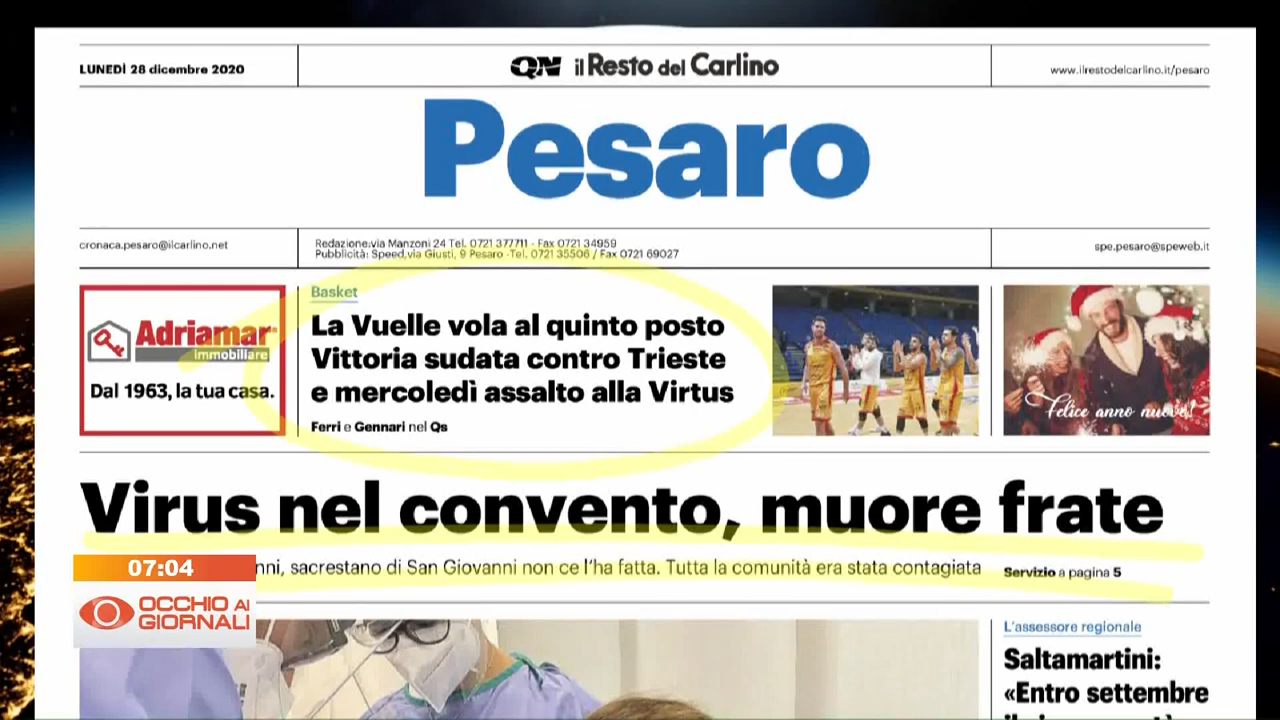 LUNEDÌ 28 dicembre 2020
QN il Resto del Carlino
www.ilrestodelcarlino.it/pesaro
Pesaro
cronaca.pesaro@ilcarlino.net
Redazione:via Manzoni 24 Tel. 0721 377711 - Fax 0721 34959
Pubblicità: Speed,via Giusti, 9 Pesaro -Tel. 0721 35506 / Fax 0721 69027
spe.pesaro@speweb.it
Adriamar
immobiliare
Dal 1963, la tua casa.
Basket
La Vuelle vola al quinto posto
Vittoria sudata contro Trieste
e mercoledì assalto alla Virtus
Ferri e Gennari nel Qs
Felice anno nuovo!
Virus nel convento, muore frate
nni, sacrestano di San Giovanni non ce l'ha fatta. Tutta la comunità era stata contagiata
Servizio a pagina 5
07:04
OCCHIO AI
GIORNALI
L'assessore regionale
Saltamartini:
«Entro settembre